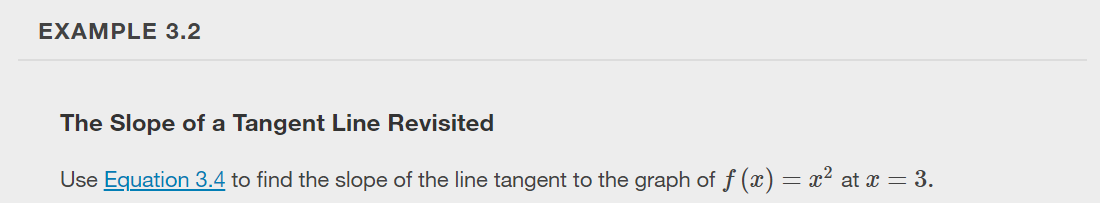 EXAMPLE 3.2
The Slope of a Tangent Line Revisited
Use Equation 3.4 to find the slope of the line tangent to the graph of f (x) = x² at x = 3.